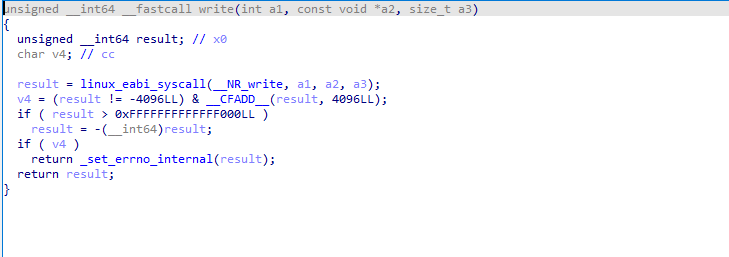 unsigned __int64 __fastcall write(int a1, const void *a2, size_t a3)
{
  unsigned __int64 result; // x0
  char v4; // cc

  result = linux_eabi_syscall(__NR_write, a1, a2, a3);
  v4 = (result != -4096LL) & __CFADD__(result, 4096LL);
  if ( result > 0xFFFFFFFFFFFFF000LL )
    result = -(__int64)result;
  if ( v4 )
    return _set_errno_internal(result);
  return result;
}